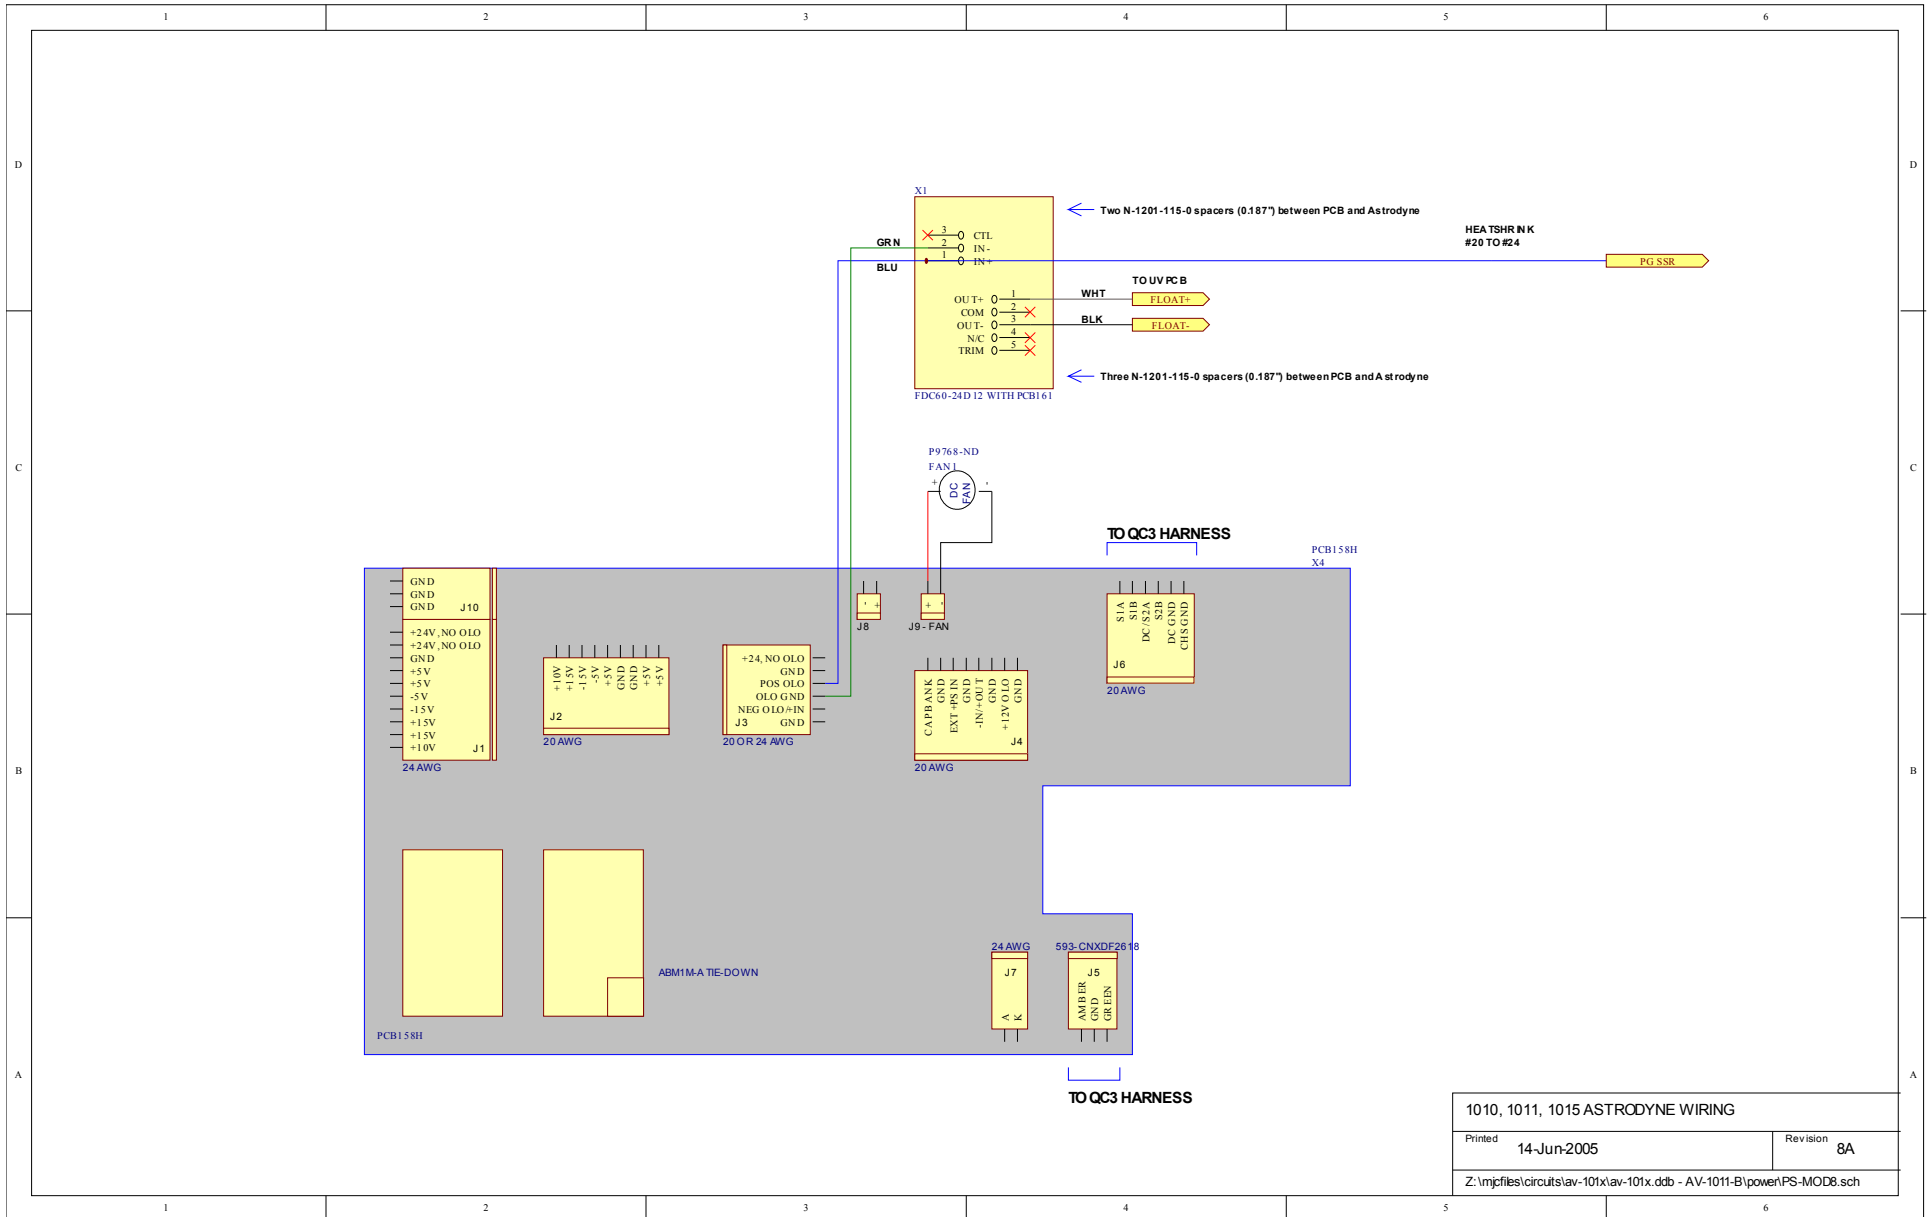 1 2 3 4 5 6
D D
C C
B B
A A
X1
Two N-1201-115-0 spacers (0.187") between PCB and Astrodyne
HEATSHRINK
#20 TO #24
GRN
BLU
3 CTL
2 IN-
1 IN+
PG SSR
TO UV PCB
OUT+ 1 WHT FLOAT+
COM 2
OUT- 3 BLK FLOAT-
N/C 4
TRIM 5
Three N-1201-115-0 spacers (0.187") between PCB and Astrodyne
FDC60-24D12 WITH PCB161
P9768-ND
FAN1
+ -
DC
FAN
TO QC3 HARNESS
PCB158H
X4
GND
GND
GND
J10
+24V, NO OLO
+24V, NO OLO
GND
+5V
+5V
-5V
-15V
+15V
+15V
+10V
J1
24 AWG
+10V
+15V
-15V
-5V
+5V
GND
GND
+5V
+5V
J2
20 AWG
+24, NO OLO
GND
POS OLO
OLO GND
NEG OLO/+IN
GND
J3
20 OR 24 AWG
- +
J8
+ -
J9 - FAN
CAPBANK
GND
EXT +PS IN
GND
-IN/+OUT
GND
+12V OLO
GND
J4
20 AWG
S1A
S1B
DC/S2A
S2B
DC GND
CHS GND
J6
20 AWG
ABM1M-A TIE-DOWN
24 AWG
J7
A
K
593-CNXDF2618
J5
AMBER
GND
GREEN
PCB158H
TO QC3 HARNESS
1010, 1011, 1015 ASTRODYNE WIRING
Printed 14-Jun-2005
Revision 8A
Z:\mjcfiles\circuits\av-101x\av-101x.ddb - AV-1011-B\power\PS-MOD8.sch
1 2 3 4 5 6